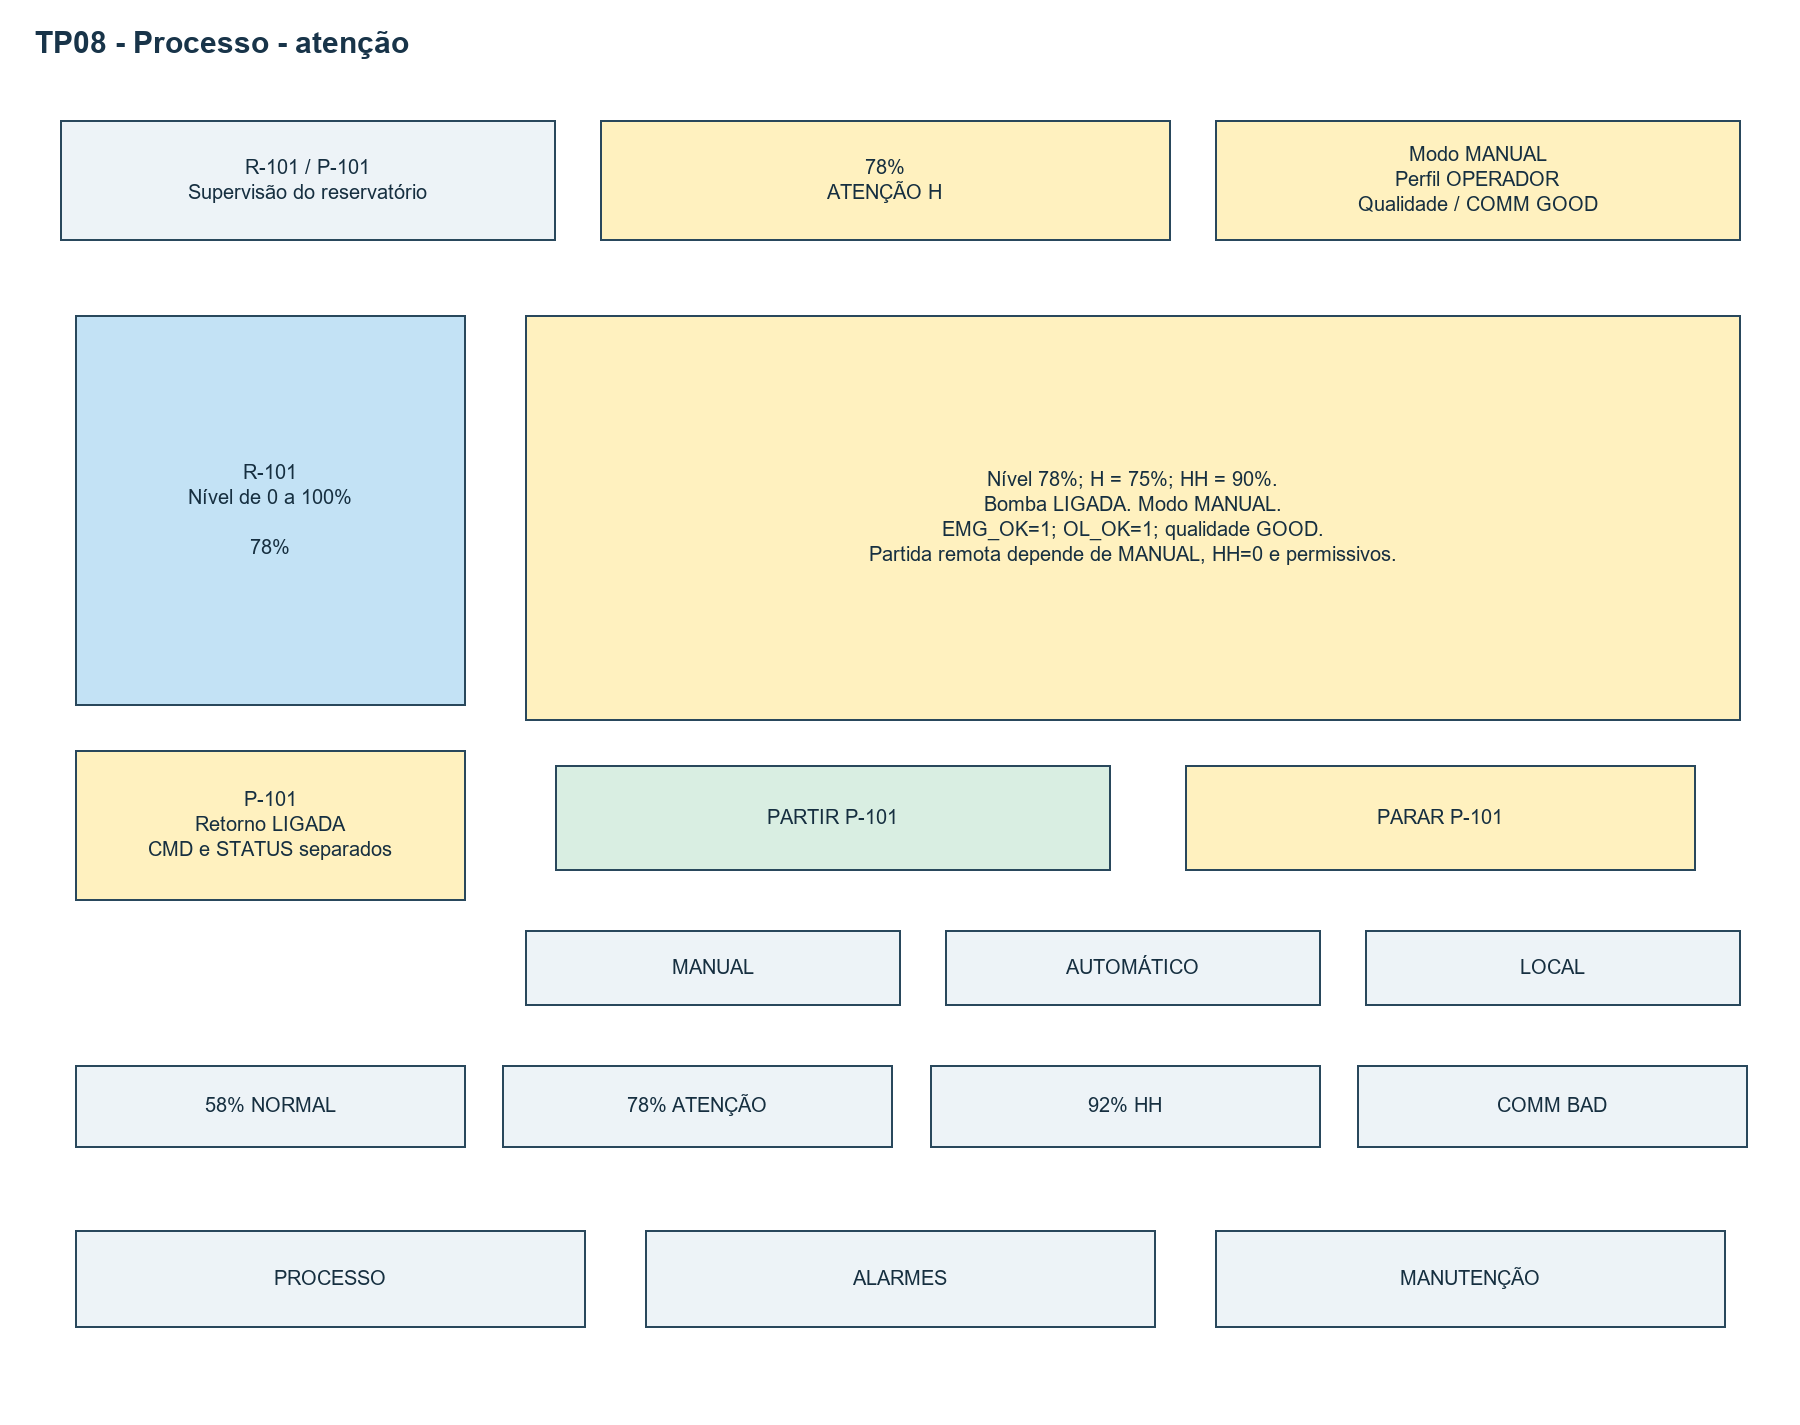 TP08 - Processo - atenção
R-101 / P-101
Supervisão do reservatório
78%
ATENÇÃO H
Modo MANUAL
Perfil OPERADOR
Qualidade / COMM GOOD
R-101
Nível de 0 a 100%
78%
Nível 78%; H = 75%; HH = 90%.
Bomba LIGADA. Modo MANUAL.
EMG_OK=1; OL_OK=1; qualidade GOOD.
Partida remota depende de MANUAL, HH=0 e permissivos.
P-101
Retorno LIGADA
CMD e STATUS separados
PARTIR P-101
PARAR P-101
MANUAL
AUTOMÁTICO
LOCAL
58% NORMAL
78% ATENÇÃO
92% HH
COMM BAD
PROCESSO
ALARMES
MANUTENÇÃO